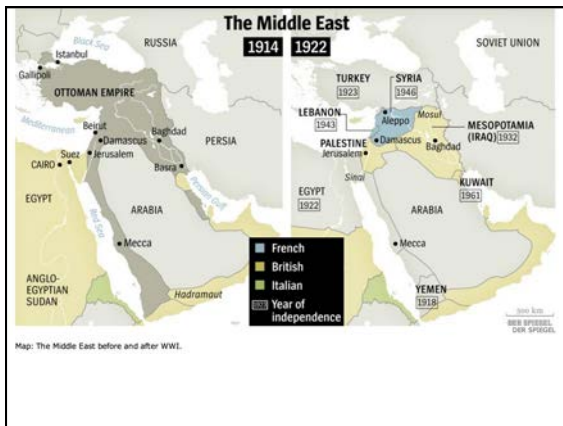 The Middle East
1914
1922
Black Sea
RUSSIA
Istanbul
Gallipoli
OTTOMAN EMPIRE
Mediterranean
Beirut
Damascus
Baghdad
PERSIA
CAIRO
Suez
Jerusalem
Basra
Persian Gulf
EGYPT
Red Sea
ARABIA
Mecca
ANGLO-
EGYPTIAN
SUDAN
Hadramaut
French
British
Italian
Year of
independence
SOVIET UNION
TURKEY
1923
SYRIA
1946
LEBANON
1943
Aleppo
Mosul
MESOPOTAMIA
(IRAQ) 1932
PALESTINE
Damascus
Baghdad
Jerusalem
Sinai
KUWAIT
1961
EGYPT
1922
ARABIA
Mecca
YEMEN
1918
300 km
DER SPIEGEL
Map: The Middle East before and after WWI.